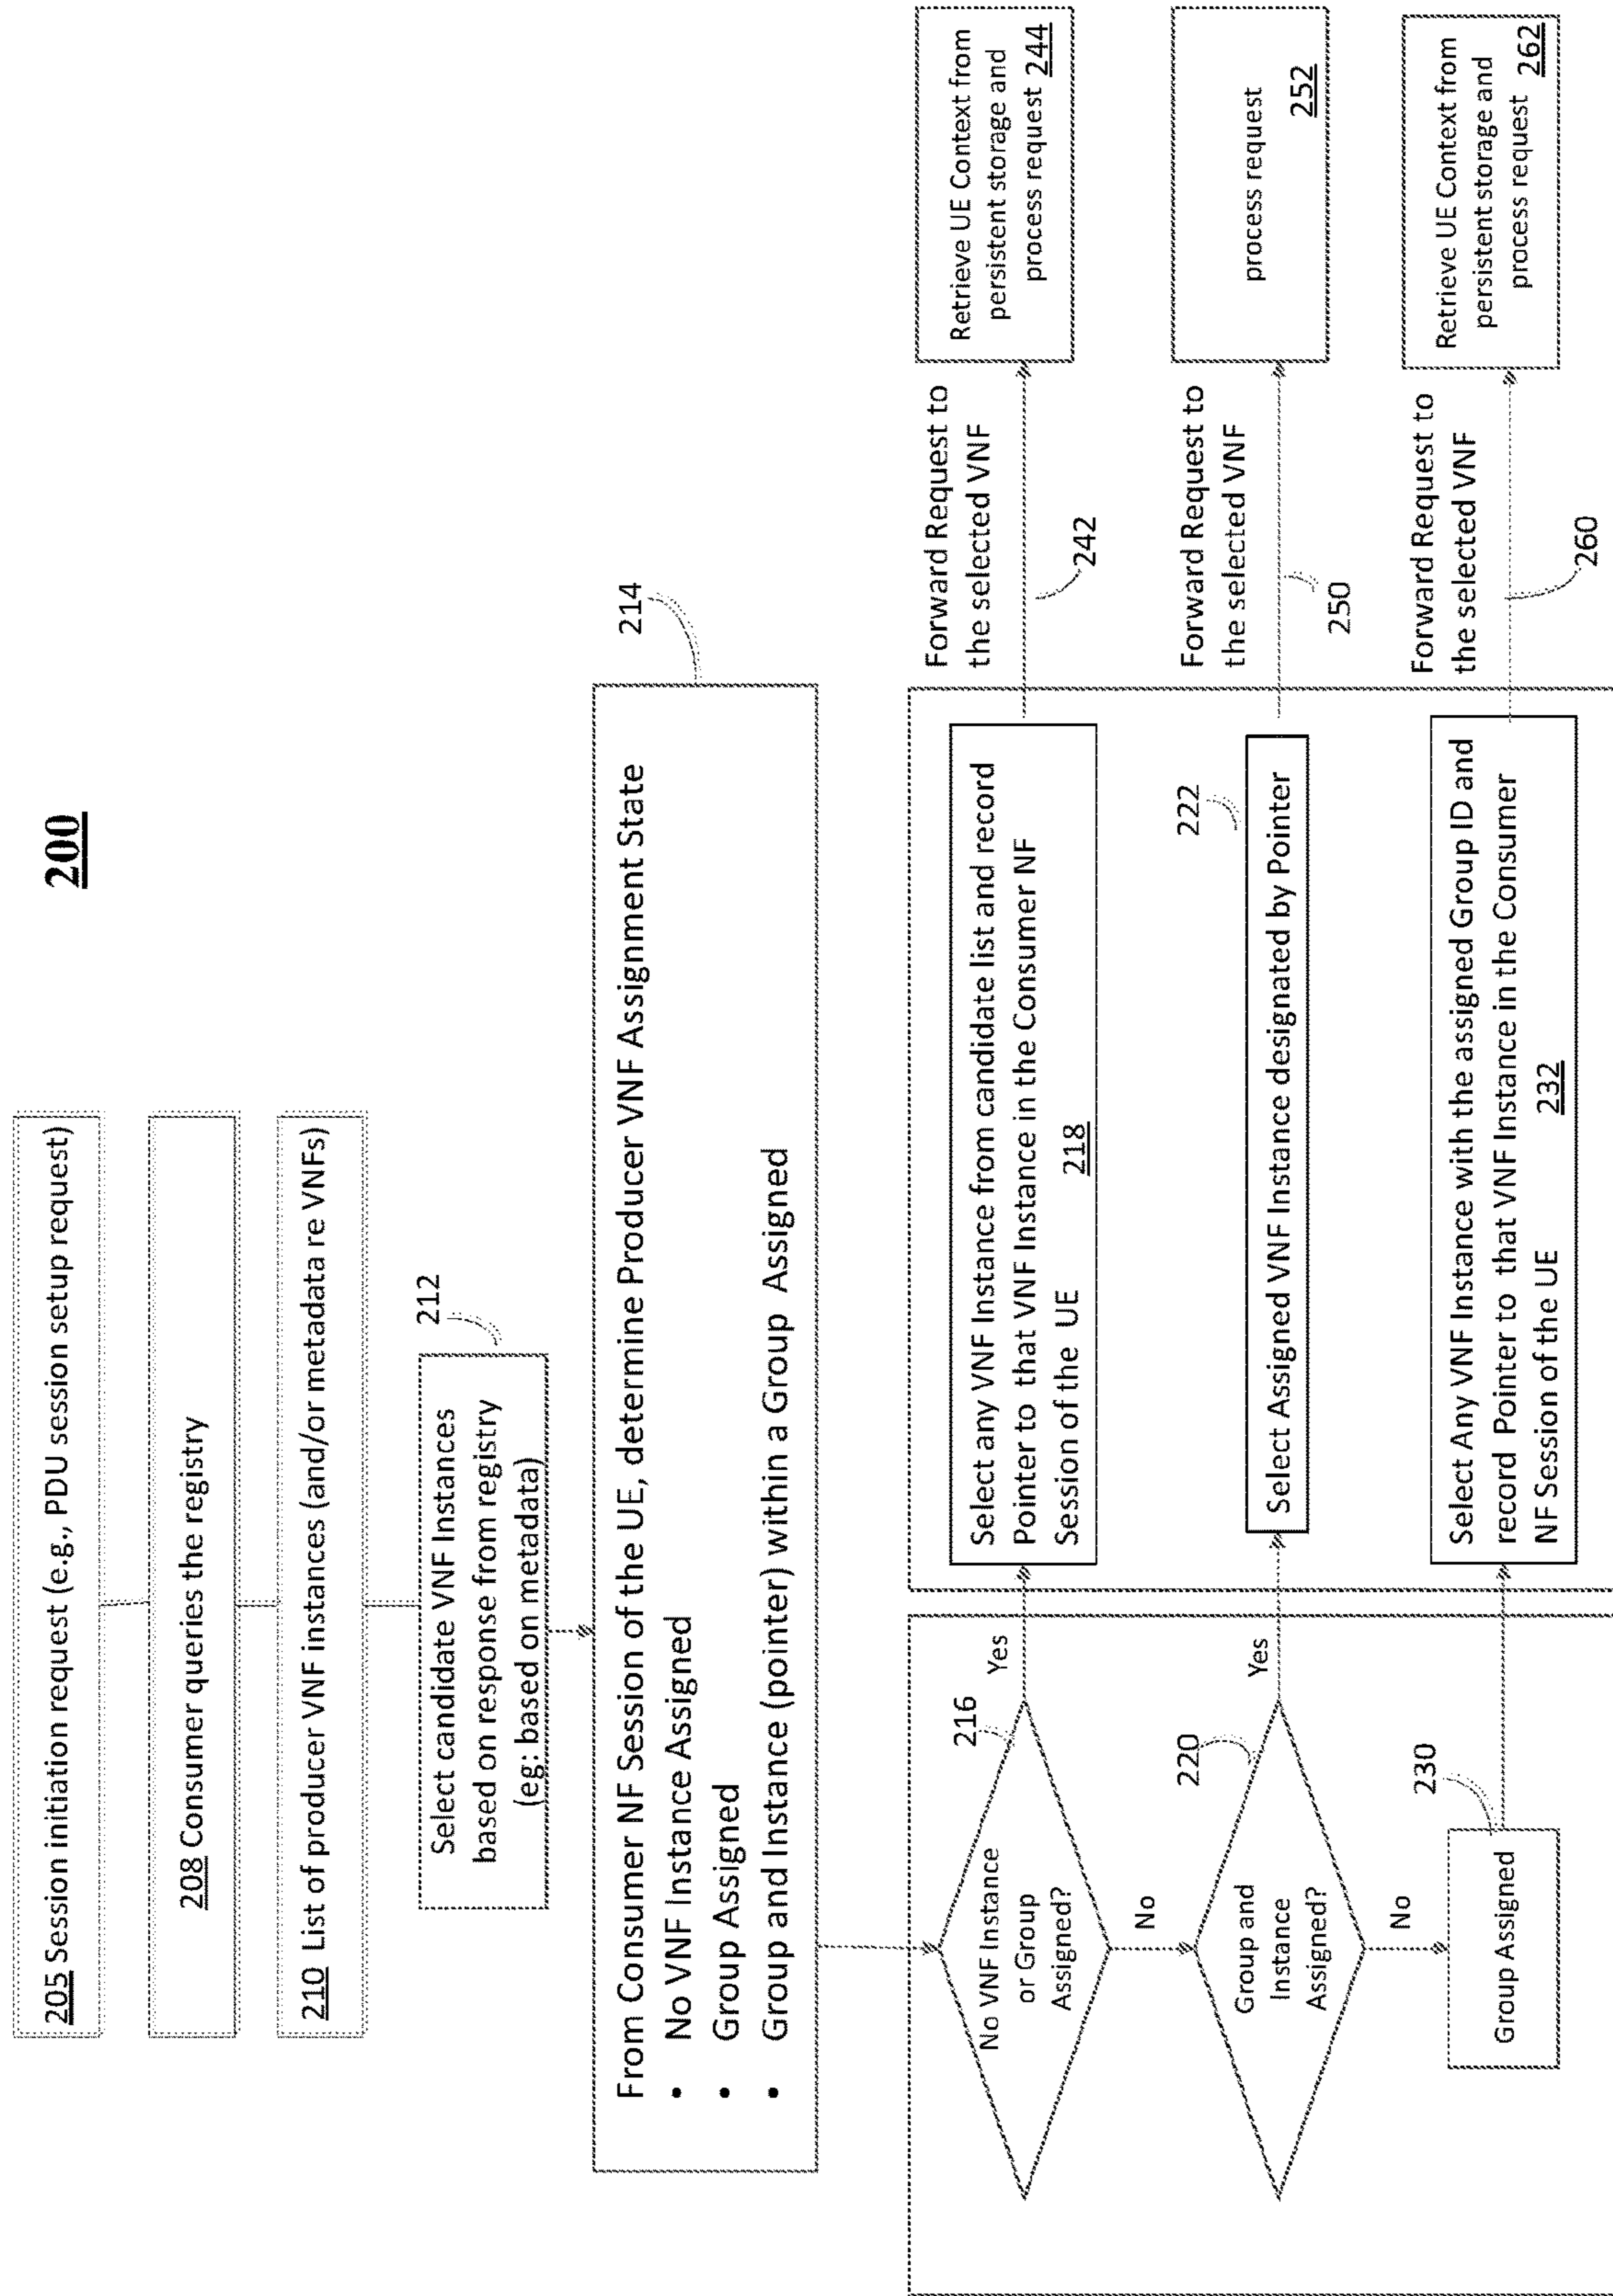 200
205 Session initiation request (e.g., PDU session setup request)
208 Consumer queries the registry
210 List of producer VNF instances (and/or metadata re VNFs)
212
Select candidate VNF Instances
based on response from registry
(eg: based on metadata)
214
From Consumer NF Session of the UE, determine Producer VNF Assignment State
• No VNF Instance Assigned
• Group Assigned
• Group and Instance (pointer) within a Group Assigned
216
No VNF Instance
or Group
Assigned?
Yes
Select any VNF Instance from candidate list and record
Pointer to that VNF Instance in the Consumer NF
Session of the UE 218
Forward Request to
the selected VNF
242
Retrieve UE Context from
persistent storage and
process request 244
No
220
Group and
Instance
Assigned?
Yes
222
Select Assigned VNF Instance designated by Pointer
Forward Request to
the selected VNF
250
process request
252
No
230
Group Assigned
Select Any VNF Instance with the assigned Group ID and
record Pointer to that VNF Instance in the Consumer
NF Session of the UE 232
Forward Request to
the selected VNF
260
Retrieve UE Context from
persistent storage and
process request 262